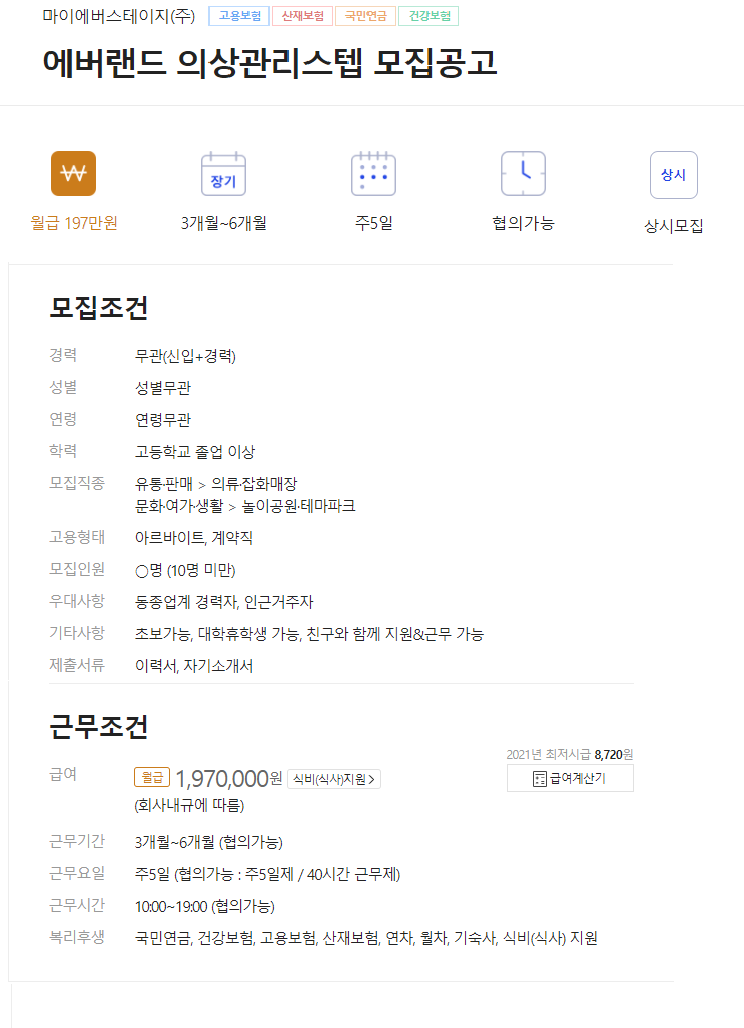 마이에버스테이지(주) 고용보험 산재보험 국민연금 건강보험
에버랜드 의상관리스텝 모집공고
₩ 장기 상시
월급 197만원 3개월~6개월 주5일 협의가능 상시모집
모집조건
경력 무관(신입+경력)
성별 성별무관
연령 연령무관
학력 고등학교 졸업 이상
모집직종 유통·판매 > 의류·잡화매장
문화·여가·생활 > 놀이공원·테마파크
고용형태 아르바이트, 계약직
모집인원 ○명 (10명 미만)
우대사항 동종업계 경력자, 인근거주자
기타사항 초보가능, 대학휴학생 가능, 친구와 함께 지원&근무 가능
제출서류 이력서, 자기소개서
근무조건
2021년 최저시급 8,720원
급여 월급 1,970,000원 식비(식사)지원 > 급여계산기
(회사내규에 따름)
근무기간 3개월~6개월 (협의가능)
근무요일 주5일 (협의가능 : 주5일제 / 40시간 근무제)
근무시간 10:00~19:00 (협의가능)
복리후생 국민연금, 건강보험, 고용보험, 산재보험, 연차, 월차, 기숙사, 식비(식사) 지원